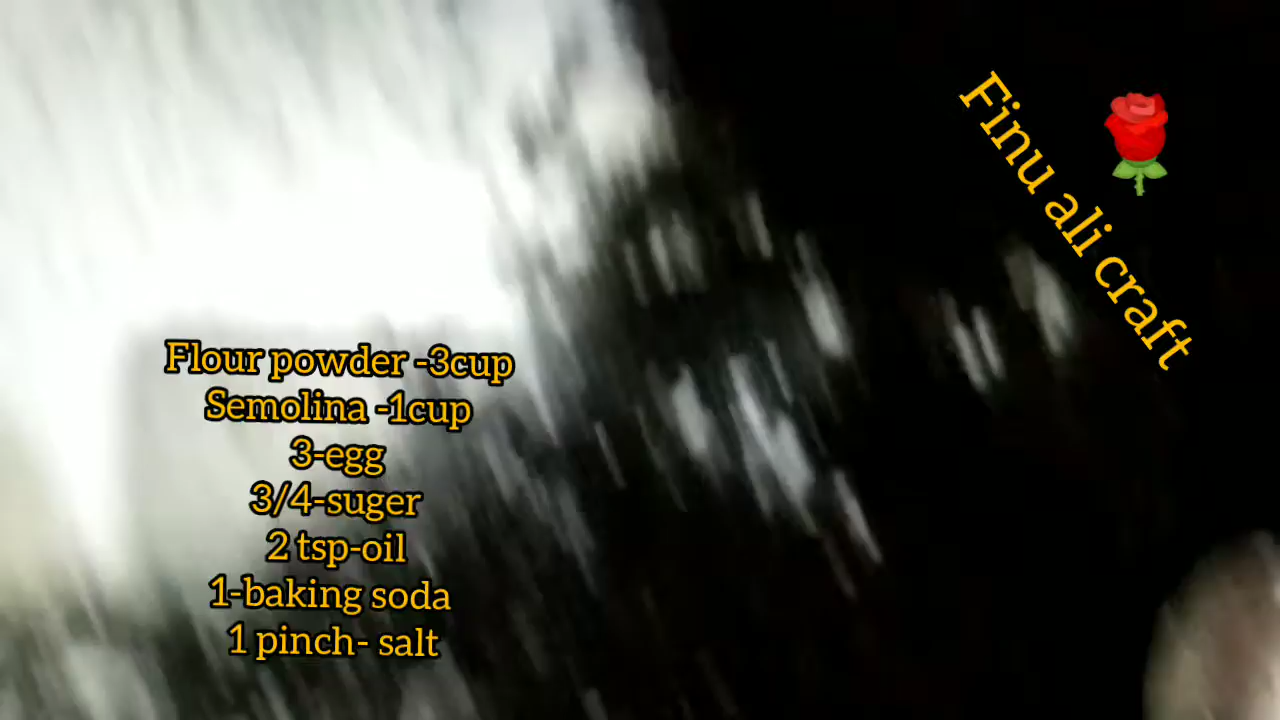 Finu ali craft
Flour powder -3cup
Semolina -1cup
3-egg
3/4-suger
2 tsp-oil
1-baking soda
1 pinch- salt